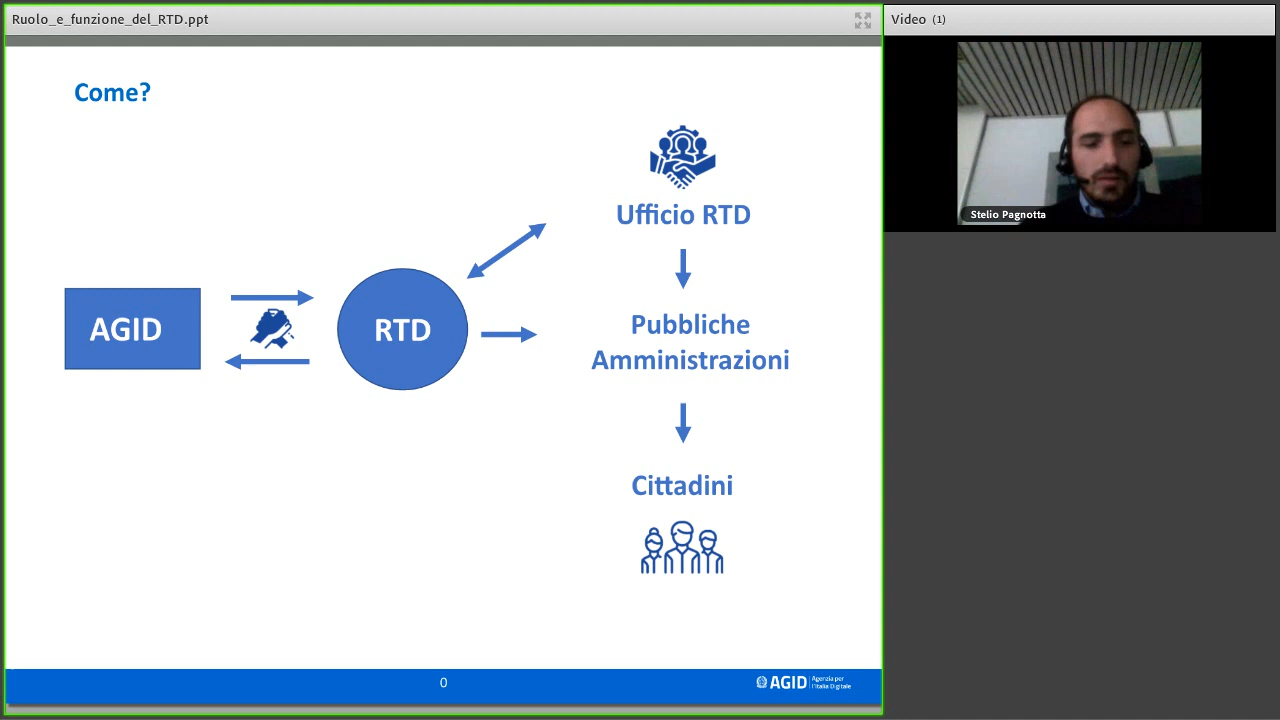 Ruolo_e_funzione_del_RTD.ppt
Video (1)
Come?
Ufficio RTD
AGID
RTD
Pubbliche
Amministrazioni
Cittadini
Stelio Pagnotta
0
AGID
Agenzia per
l'Italia Digitale